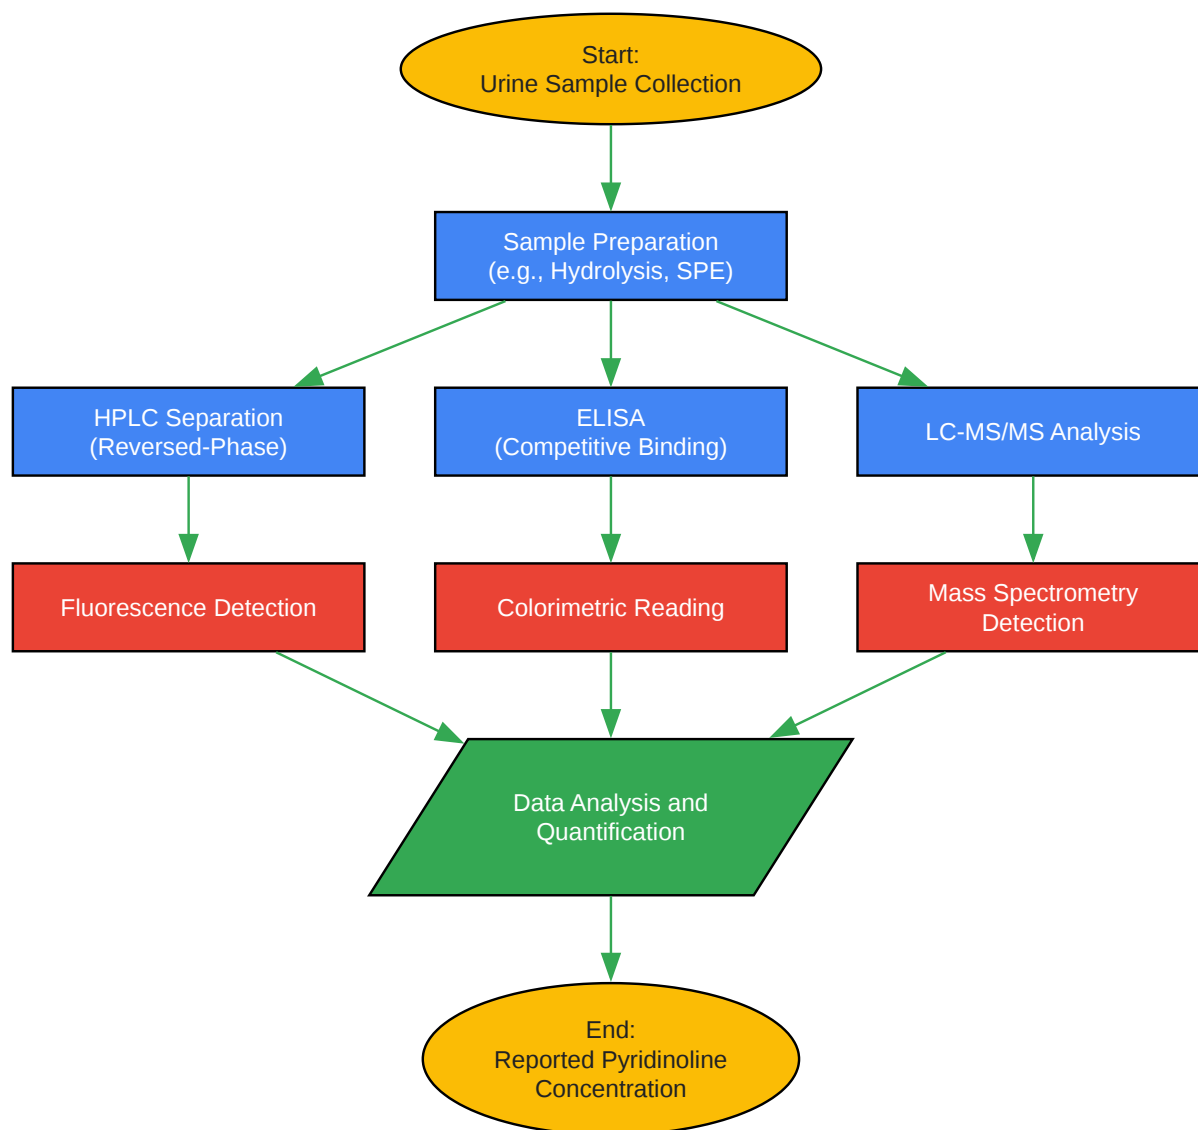 Start:
Urine Sample Collection
Sample Preparation
(e.g., Hydrolysis, SPE)
HPLC Separation
(Reversed-Phase)
ELISA
(Competitive Binding)
LC-MS/MS Analysis
Fluorescence Detection
Colorimetric Reading
Mass Spectrometry
Detection
Data Analysis and
Quantification
End:
Reported Pyridinoline
Concentration